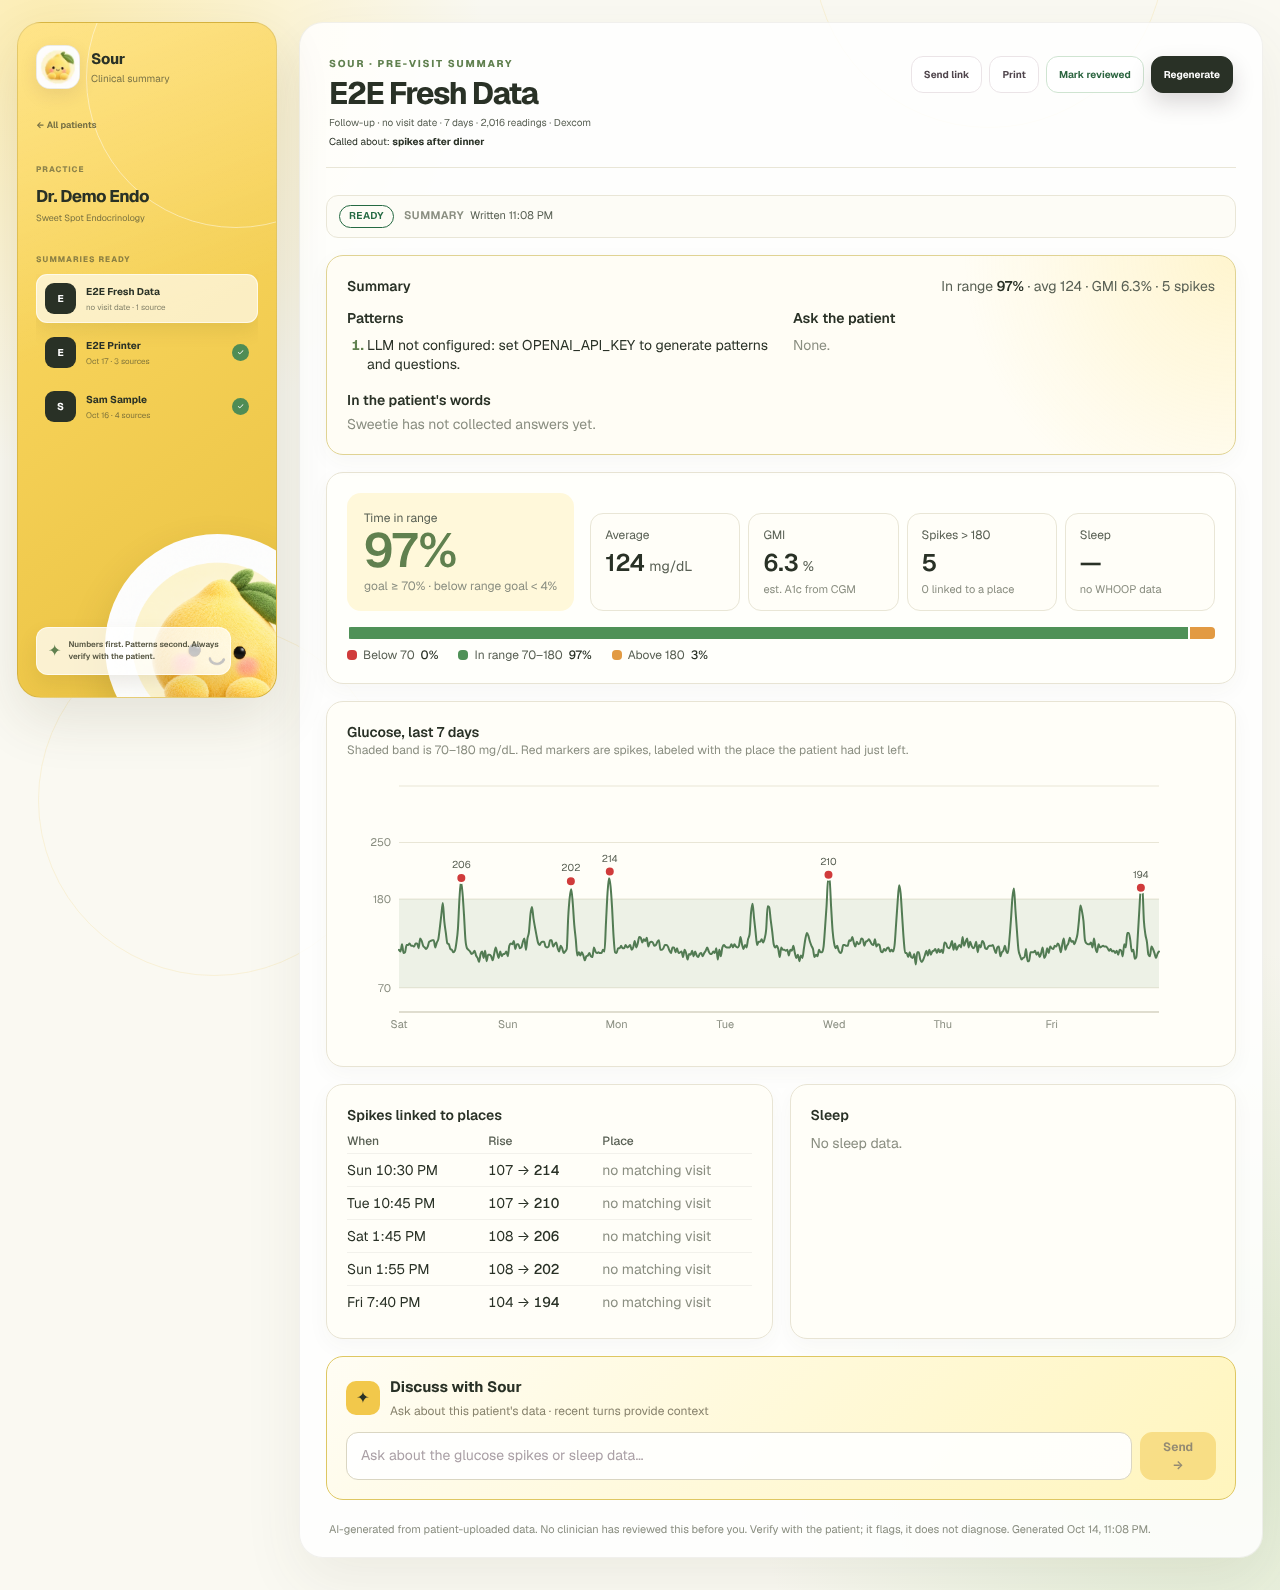 Sour
Clinical summary
← All patients
PRACTICE
Dr. Demo Endo
Sweet Spot Endocrinology
SUMMARIES READY
E
E2E Fresh Data
no visit date · 1 source
E
E2E Printer
Oct 17 · 3 sources
✓
S
Sam Sample
Oct 16 · 4 sources
✓
✦
Numbers first. Patterns second. Always
verify with the patient.
SOUR · PRE-VISIT SUMMARY
E2E Fresh Data
Follow-up · no visit date · 7 days · 2,016 readings · Dexcom
Called about: spikes after dinner
Send link
Print
Mark reviewed
Regenerate
READY
SUMMARY Written 11:08 PM
Summary
In range 97% · avg 124 · GMI 6.3% · 5 spikes
Patterns
1. LLM not configured: set OPENAI_API_KEY to generate patterns
and questions.
Ask the patient
None.
In the patient's words
Sweetie has not collected answers yet.
Time in range
97%
goal ≥ 70% · below range goal < 4%
Average
124 mg/dL
GMI
6.3 %
est. A1c from CGM
Spikes > 180
5
0 linked to a place
Sleep
—
no WHOOP data
Below 70 0%
In range 70–180 97%
Above 180 3%
Glucose, last 7 days
Shaded band is 70–180 mg/dL. Red markers are spikes, labeled with the place the patient had just left.
250
180
70
206
202
214
210
194
Sat
Sun
Mon
Tue
Wed
Thu
Fri
Spikes linked to places
When Rise Place
Sun 10:30 PM 107 → 214 no matching visit
Tue 10:45 PM 107 → 210 no matching visit
Sat 1:45 PM 108 → 206 no matching visit
Sun 1:55 PM 108 → 202 no matching visit
Fri 7:40 PM 104 → 194 no matching visit
Sleep
No sleep data.
✦
Discuss with Sour
Ask about this patient's data · recent turns provide context
Ask about the glucose spikes or sleep data…
Send
→
AI-generated from patient-uploaded data. No clinician has reviewed this before you. Verify with the patient; it flags, it does not diagnose. Generated Oct 14, 11:08 PM.